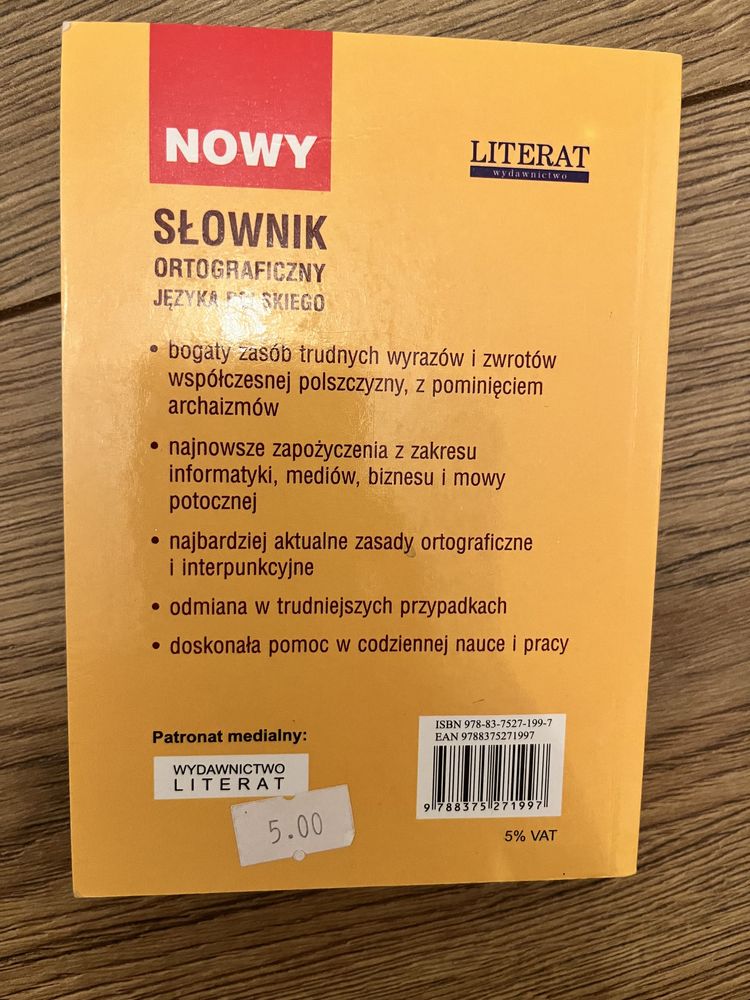 NOWY
LITERAT
wydawnictwo
SŁOWNIK
ORTOGRAFICZNY
JĘZYKA POLSKIEGO
• bogaty zasób trudnych wyrazów i zwrotów
współczesnej polszczyzny, z pominięciem
archaizmów
• najnowsze zapożyczenia z zakresu
informatyki, mediów, biznesu i mowy
potocznej
• najbardziej aktualne zasady ortograficzne
i interpunkcyjne
• odmiana w trudniejszych przypadkach
• doskonała pomoc w codziennej nauce i pracy
Patronat medialny:
WYDAWNICTWO
LITERAT
5.00
ISBN 978-83-7527-199-7
EAN 9788375271997
9 788375 271997
5% VAT